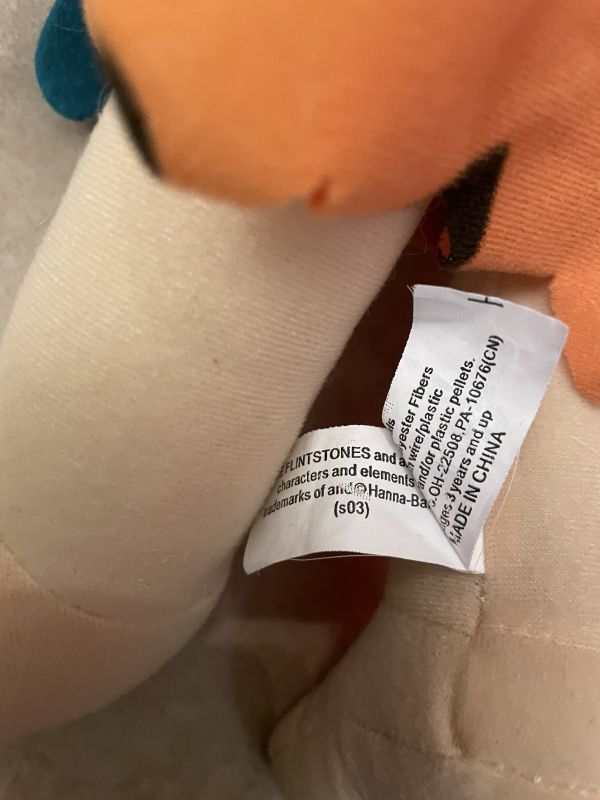 FLINTSTONES and
characters and elements
trademarks of and © Hanna-Ba
(s03)
H
yester Fibers
wire/plastic
and/or plastic pellets.
OH-22508, PA-10676(CN)
ges 3 years and up
MADE IN CHINA